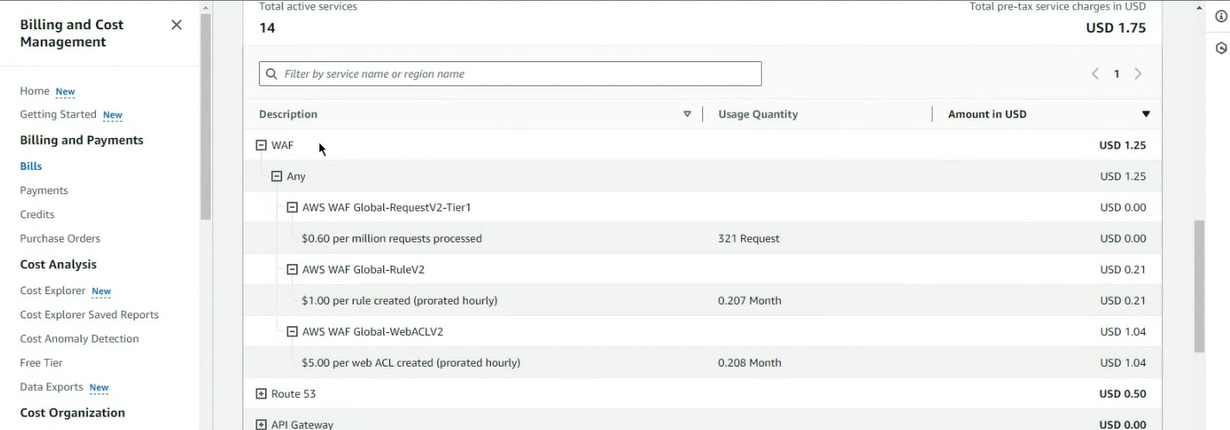 Billing and Cost Management
Home New
Getting Started New
Billing and Payments
Bills
Payments
Credits
Purchase Orders
Cost Analysis
Cost Explorer New
Cost Explorer Saved Reports
Cost Anomaly Detection
Free Tier
Data Exports New
Cost Organization
Total active services Total pre-tax service charges in USD
14 USD 1.75
Filter by service name or region name
1
Description Usage Quantity Amount in USD
WAF USD 1.25
Any USD 1.25
AWS WAF Global-RequestV2-Tier1 USD 0.00
$0.60 per million requests processed 321 Request USD 0.00
AWS WAF Global-RuleV2 USD 0.21
$1.00 per rule created (prorated hourly) 0.207 Month USD 0.21
AWS WAF Global-WebACLV2 USD 1.04
$5.00 per web ACL created (prorated hourly) 0.208 Month USD 1.04
Route 53 USD 0.50
API Gateway USD 0.00